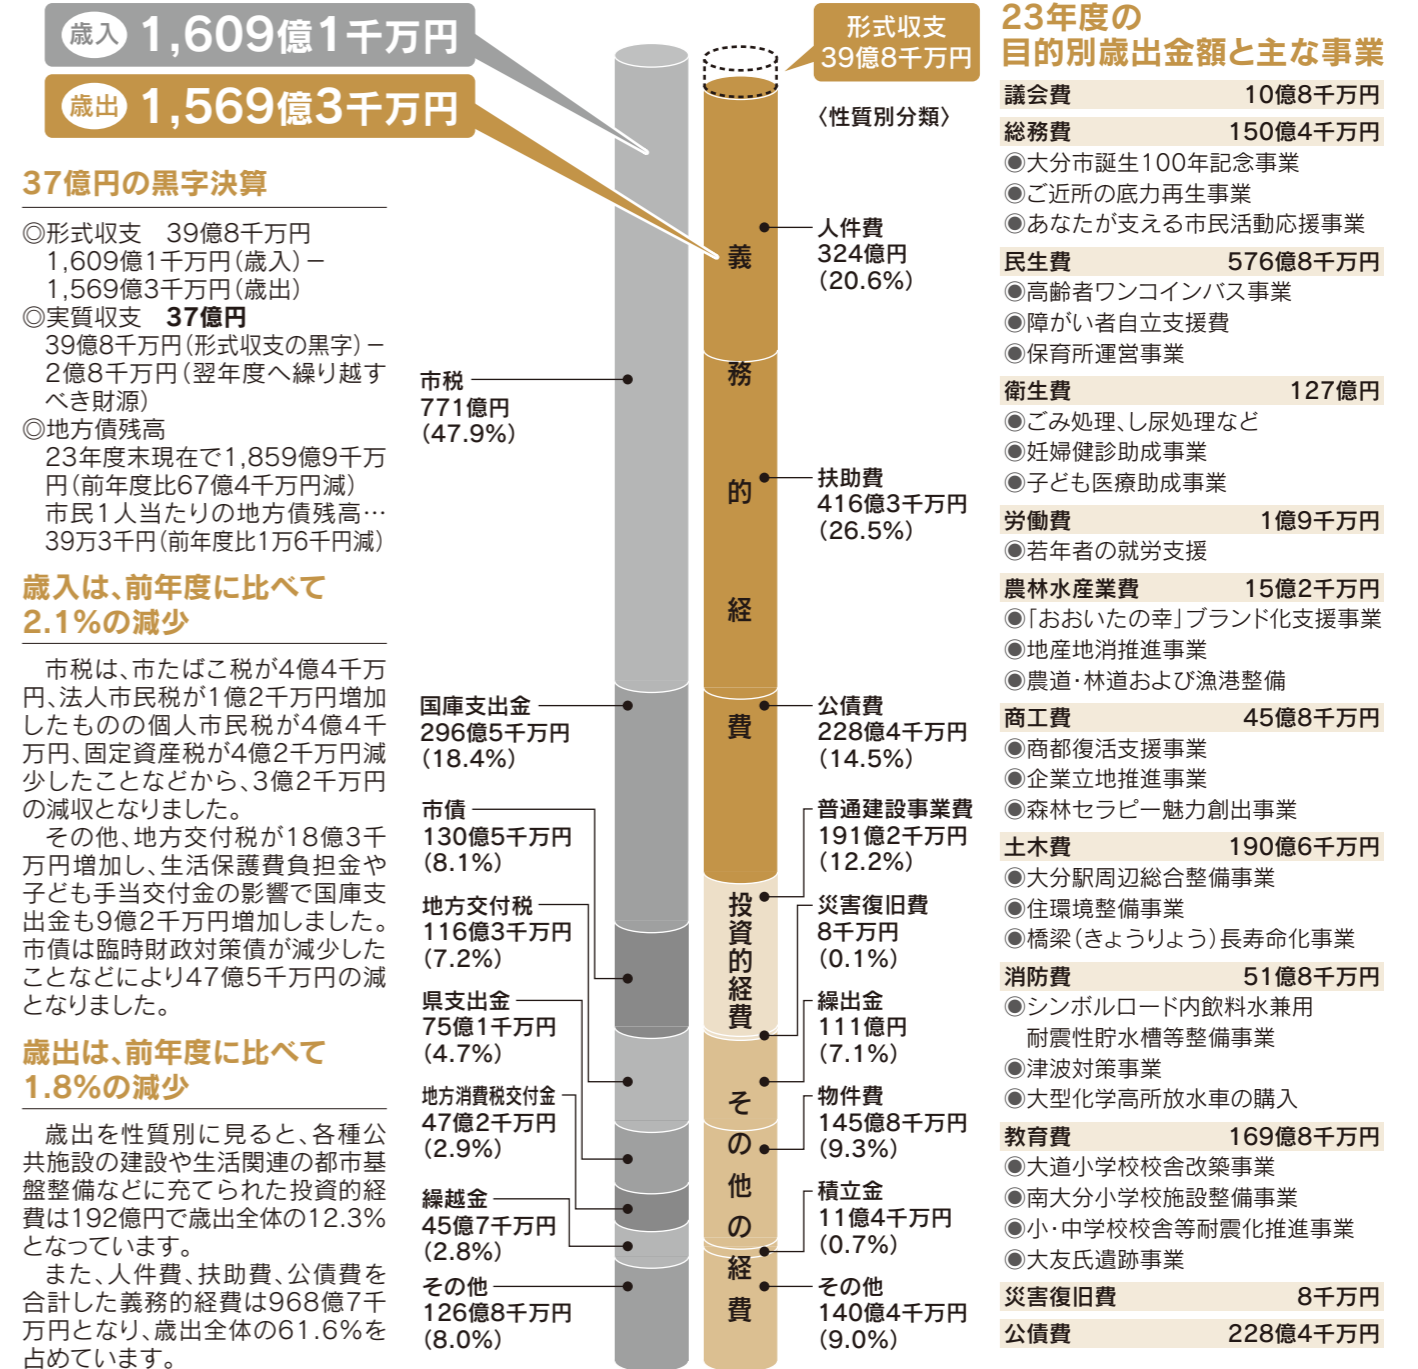 歳入 1,609億1千万円
歳出 1,569億3千万円
37億円の黒字決算
◎形式収支　39億8千万円
1,609億1千万円(歳入)－
1,569億3千万円(歳出)
◎実質収支　37億円
39億8千万円(形式収支の黒字)－
2億8千万円(翌年度へ繰り越す
べき財源)
◎地方債残高
23年度末現在で1,859億9千万
円(前年度比67億4千万円減)
市民1人当たりの地方債残高…
39万3千円(前年度比1万6千円減)
歳入は、前年度に比べて
2.1%の減少
市税は、市たばこ税が4億4千万
円、法人市民税が1億2千万円増加
したものの個人市民税が4億4千
万円、固定資産税が4億2千万円減
少したことなどから、3億2千万円
の減収となりました。
その他、地方交付税が18億3千
万円増加し、生活保護費負担金や
子ども手当交付金の影響で国庫支
出金も9億2千万円増加しました。
市債は臨時財政対策債が減少した
ことなどにより47億5千万円の減
となりました。
歳出は、前年度に比べて
1.8%の減少
歳出を性質別に見ると、各種公
共施設の建設や生活関連の都市基
盤整備などに充てられた投資的経
費は192億円で歳出全体の12.3%
となっています。
また、人件費、扶助費、公債費を
合計した義務的経費は968億7千
万円となり、歳出全体の61.6%を
占めています。
市税
771億円
(47.9%)
国庫支出金
296億5千万円
(18.4%)
市債
130億5千万円
(8.1%)
地方交付税
116億3千万円
(7.2%)
県支出金
75億1千万円
(4.7%)
地方消費税交付金
47億2千万円
(2.9%)
繰越金
45億7千万円
(2.8%)
その他
126億8千万円
(8.0%)
形式収支
39億8千万円
〈性質別分類〉
義務的経費
投資的経費
その他の経費
人件費
324億円
(20.6%)
扶助費
416億3千万円
(26.5%)
公債費
228億4千万円
(14.5%)
普通建設事業費
191億2千万円
(12.2%)
災害復旧費
8千万円
(0.1%)
繰出金
111億円
(7.1%)
物件費
145億8千万円
(9.3%)
積立金
11億4千万円
(0.7%)
その他
140億4千万円
(9.0%)
23年度の
目的別歳出金額と主な事業
議会費 10億8千万円
総務費 150億4千万円
◉大分市誕生100年記念事業
◉ご近所の底力再生事業
◉あなたが支える市民活動応援事業
民生費 576億8千万円
◉高齢者ワンコインバス事業
◉障がい者自立支援費
◉保育所運営事業
衛生費 127億円
◉ごみ処理、し尿処理など
◉妊婦健診助成事業
◉子ども医療助成事業
労働費 1億9千万円
◉若年者の就労支援
農林水産業費 15億2千万円
◉「おおいたの幸」ブランド化支援事業
◉地産地消推進事業
◉農道・林道および漁港整備
商工費 45億8千万円
◉商都復活支援事業
◉企業立地推進事業
◉森林セラピー魅力創出事業
土木費 190億6千万円
◉大分駅周辺総合整備事業
◉住環境整備事業
◉橋梁(きょうりょう)長寿命化事業
消防費 51億8千万円
◉シンボルロード内飲料水兼用
耐震性貯水槽等整備事業
◉津波対策事業
◉大型化学高所放水車の購入
教育費 169億8千万円
◉大道小学校校舎改築事業
◉南大分小学校施設整備事業
◉小・中学校校舎等耐震化推進事業
◉大友氏遺跡事業
災害復旧費 8千万円
公債費 228億4千万円